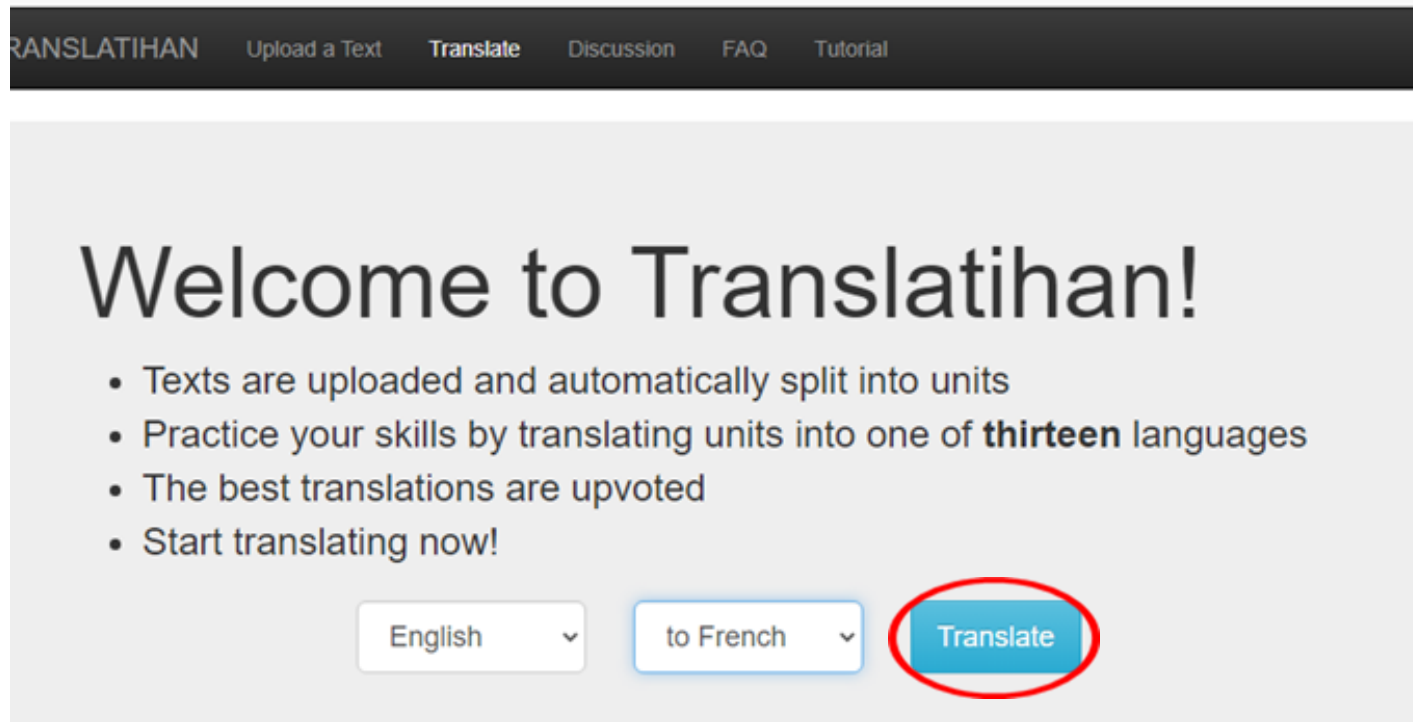 RANSLATIHAN Upload a Text Translate Discussion FAQ Tutorial
Welcome to Translatihan!
• Texts are uploaded and automatically split into units
• Practice your skills by translating units into one of thirteen languages
• The best translations are upvoted
• Start translating now!
English to French Translate